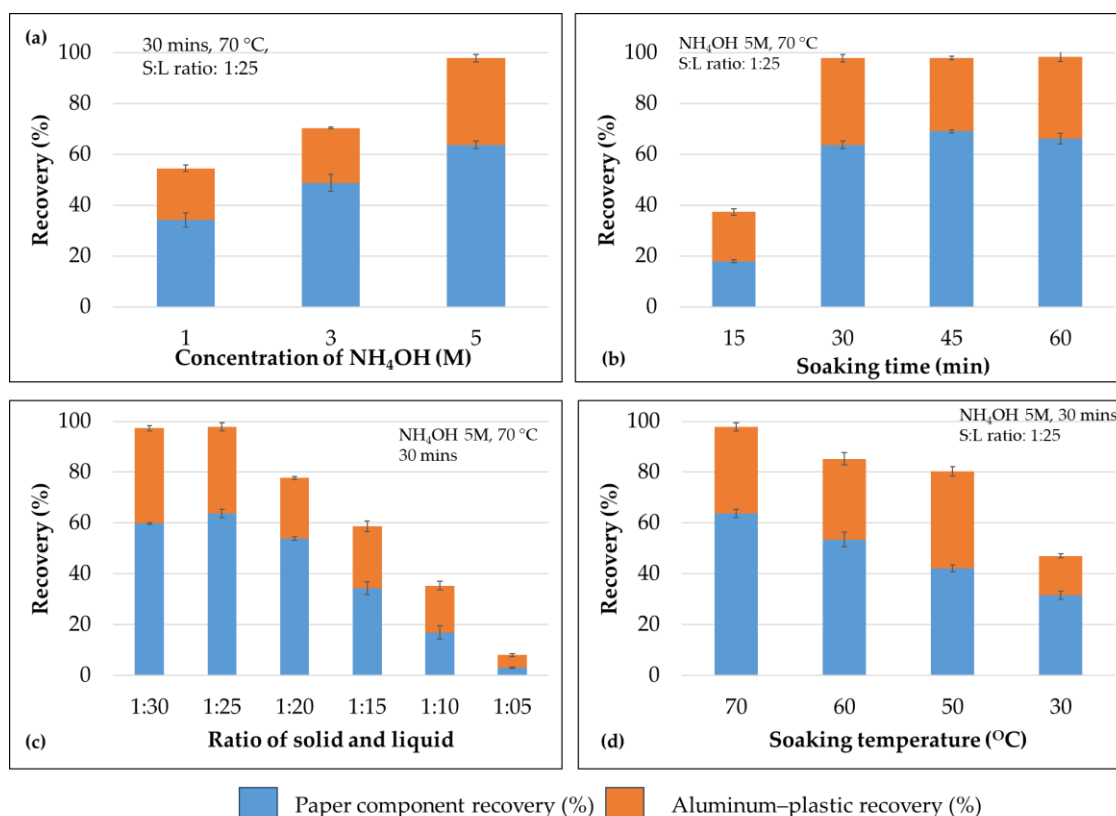 (a)
30 mins, 70 °C,
S:L ratio: 1:25
Recovery (%)
100
80
60
40
20
0
1 3 5
Concentration of NH₄OH (M)
NH₄OH 5M, 70 °C
S:L ratio: 1:25
Recovery (%)
100
80
60
40
20
0
15 30 45 60
(b)
Soaking time (min)
NH₄OH 5M, 70 °C
30 mins
Recovery (%)
100
80
60
40
20
0
1:30 1:25 1:20 1:15 1:10 1:05
(c)
Ratio of solid and liquid
NH₄OH 5M, 30 mins
S:L ratio: 1:25
Recovery (%)
100
80
60
40
20
0
70 60 50 30
(d)
Soaking temperature (ᴼC)
Paper component recovery (%) Aluminum–plastic recovery (%)